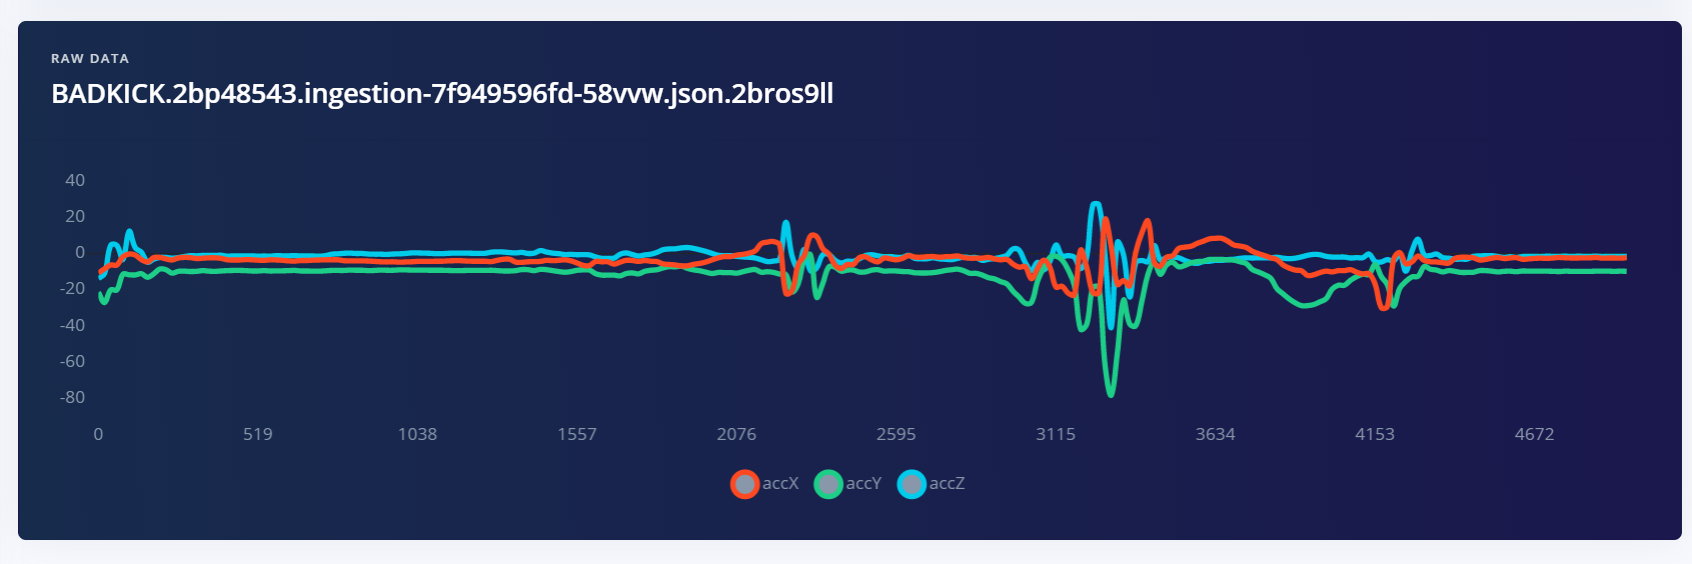 RAW DATA
BADKICK.2bp48543.ingestion-7f949596fd-58vvw.json.2bros9ll
40
20
0
-20
-40
-60
-80
0 519 1038 1557 2076 2595 3115 3634 4153 4672
accX accY accZ